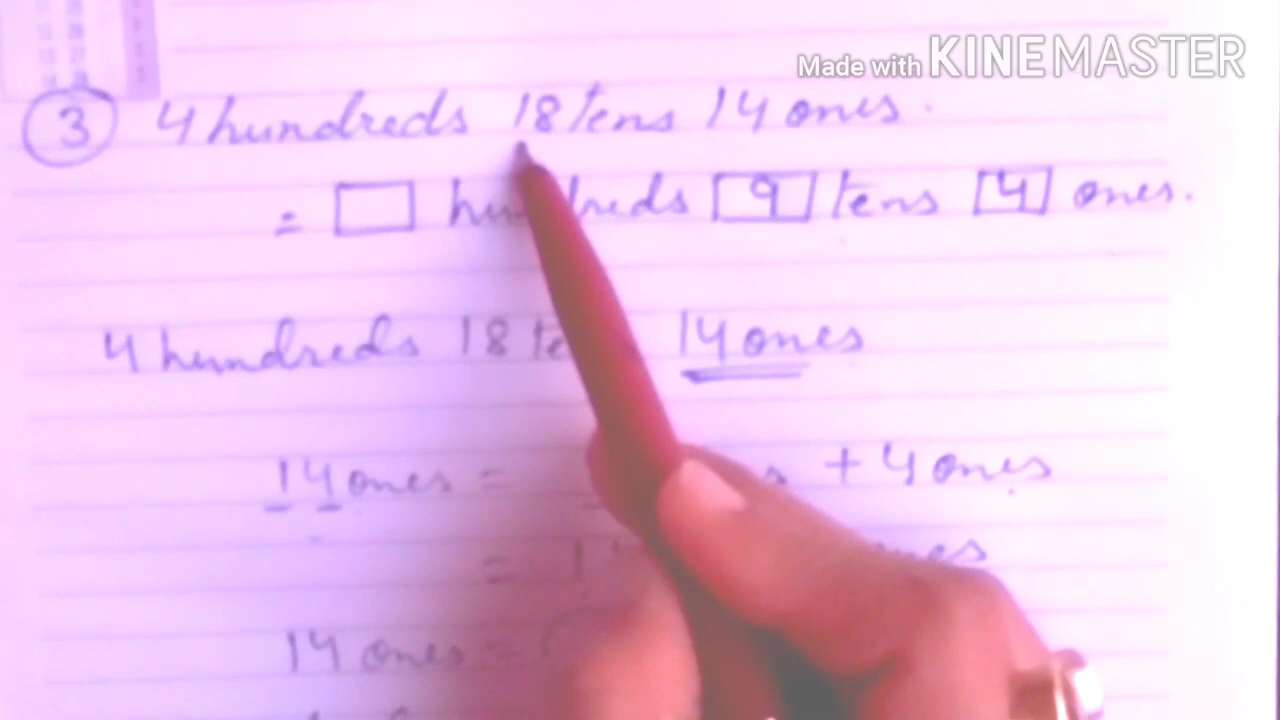 Made with KINEMASTER
3 4 hundreds 18 tens 14 ones.
= hundreds 9 tens 4 ones.
4 hundreds 18 14 ones
14 ones = + 4 ones
= 1
14 ones =